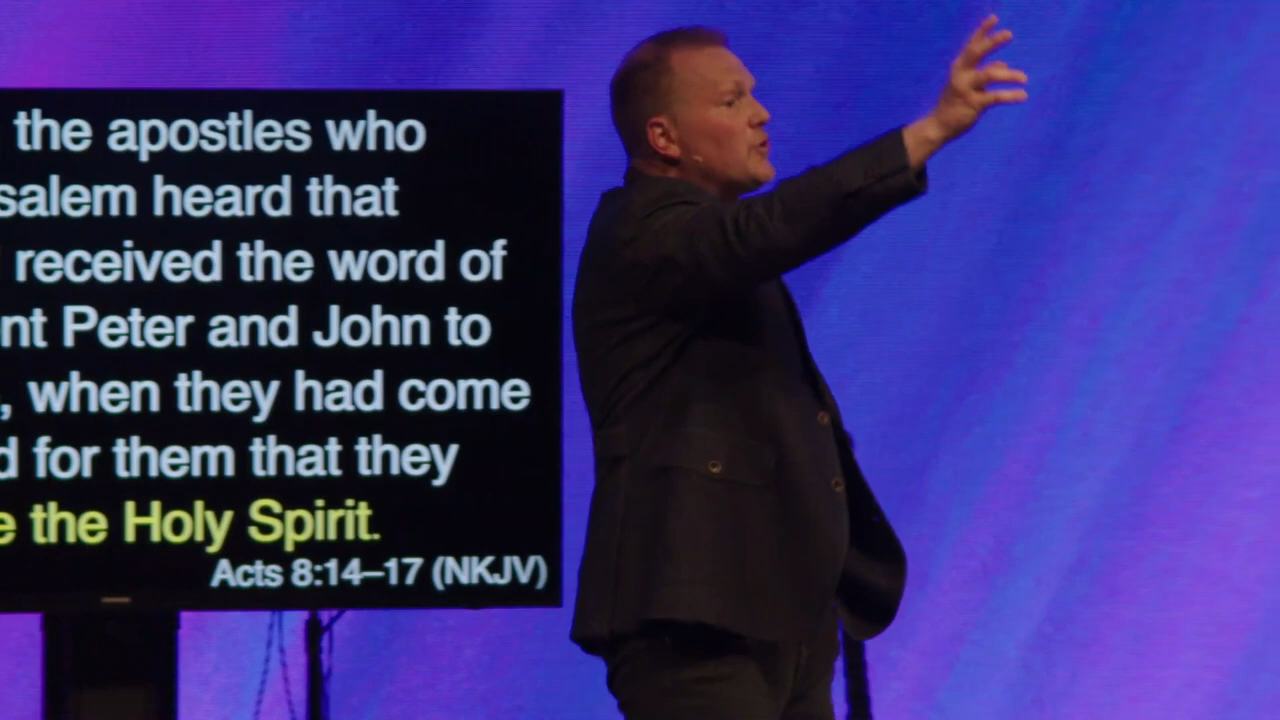 the apostles who
salem heard that
received the word of
nt Peter and John to
, when they had come
d for them that they
e the Holy Spirit.
Acts 8:14–17 (NKJV)